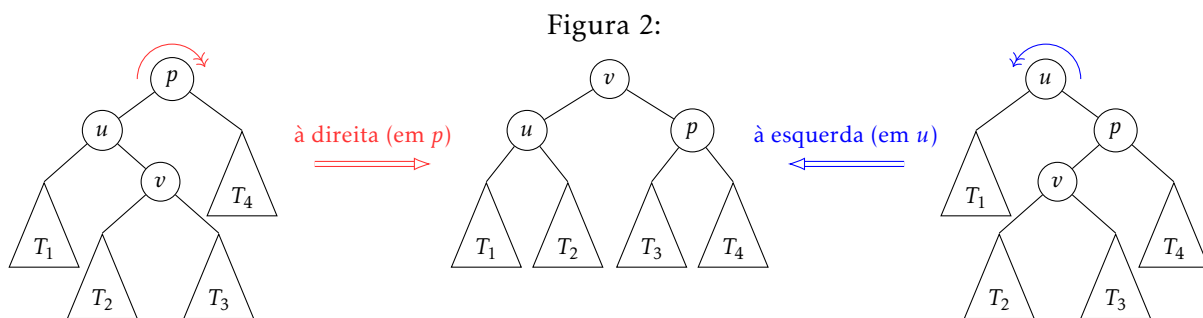 Figura 2:
p
u
v
T4
T1
T2
T3
à direita (em p)
v
u
p
T1
T2
T3
T4
à esquerda (em u)
u
p
v
T1
T4
T2
T3